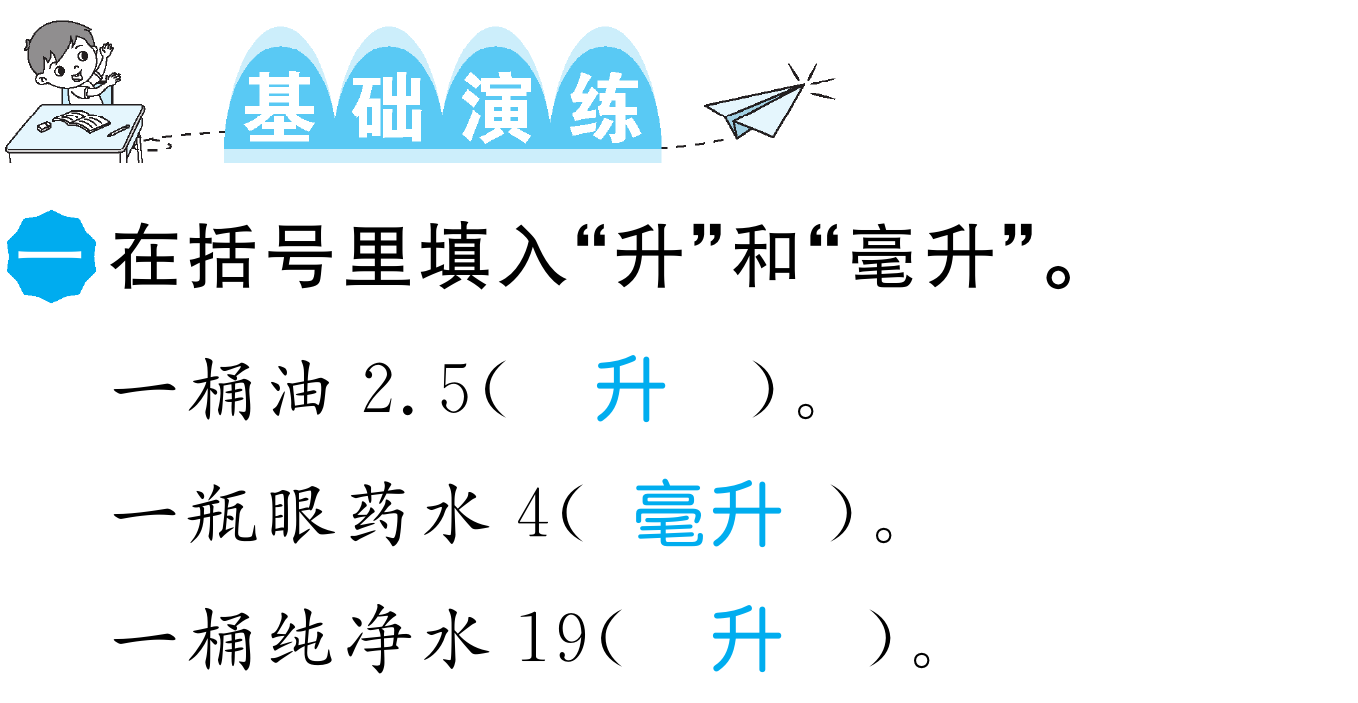 基础演练
一 在括号里填入“升”和“毫升”。
一桶油 2.5( 升 )。
一瓶眼药水 4( 毫升 )。
一桶纯净水 19( 升 )。